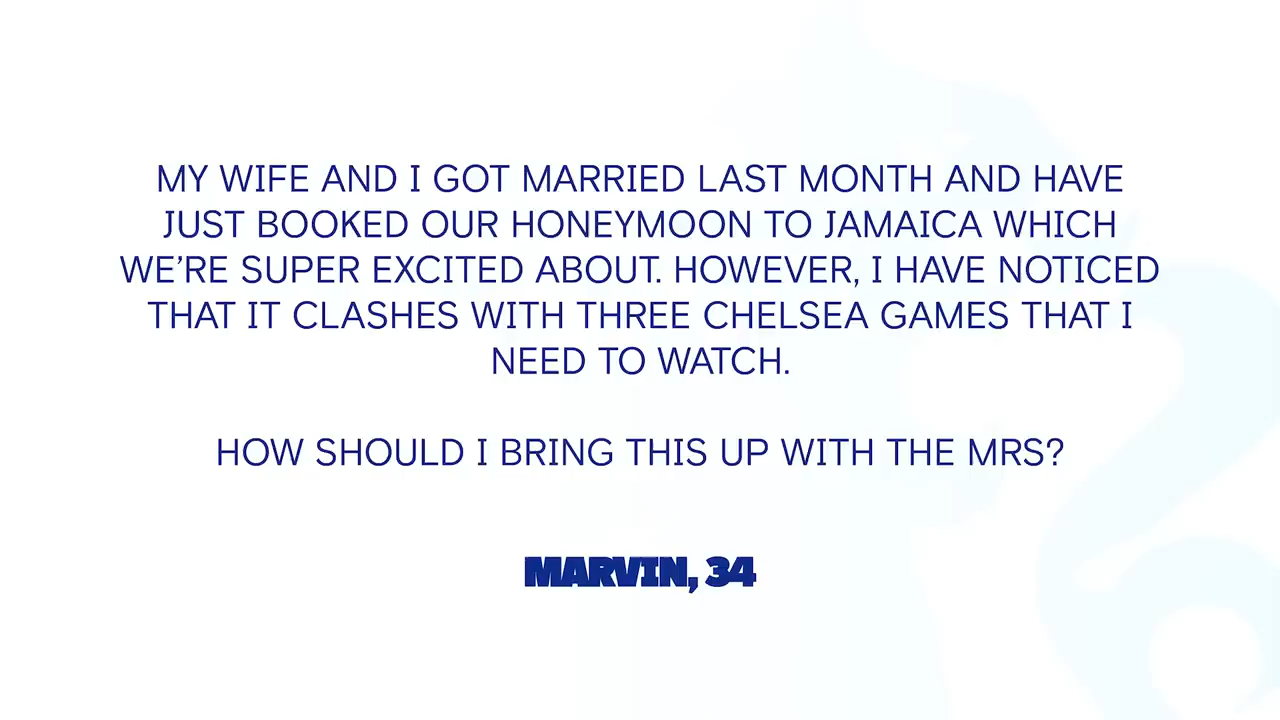 MY WIFE AND I GOT MARRIED LAST MONTH AND HAVE
JUST BOOKED OUR HONEYMOON TO JAMAICA WHICH
WE’RE SUPER EXCITED ABOUT. HOWEVER, I HAVE NOTICED
THAT IT CLASHES WITH THREE CHELSEA GAMES THAT I
NEED TO WATCH.
HOW SHOULD I BRING THIS UP WITH THE MRS?
MARVIN, 34